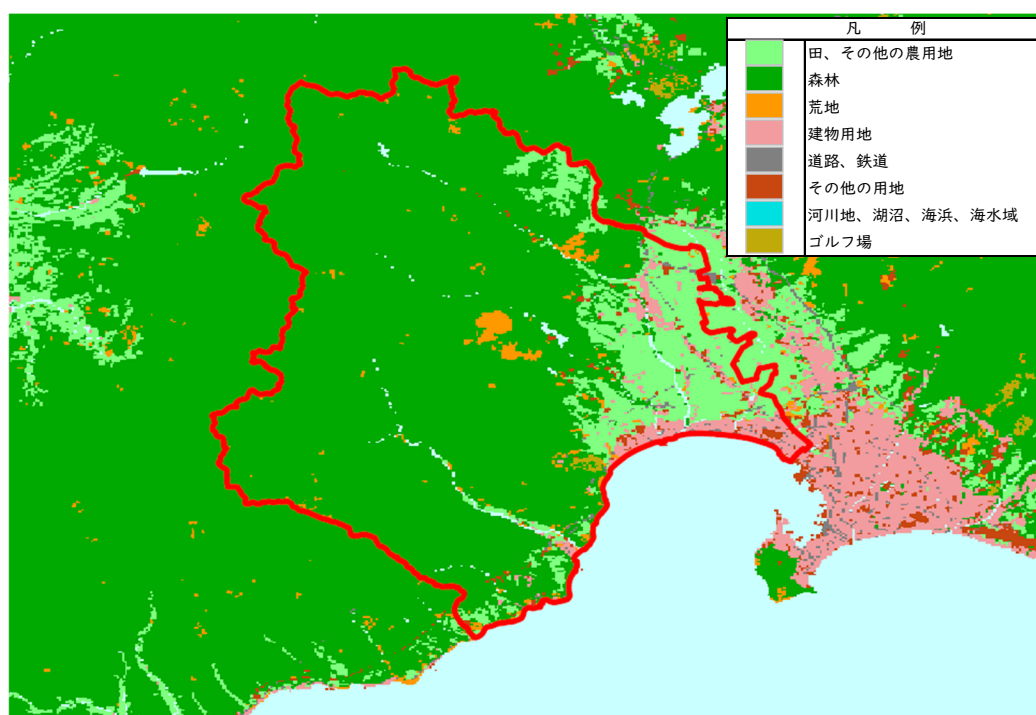 凡 例
田、その他の農用地
森林
荒地
建物用地
道路、鉄道
その他の用地
河川地、湖沼、海浜、海水域
ゴルフ場